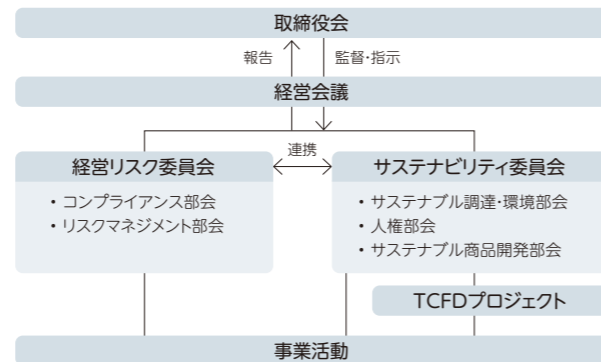 取締役会
報告
監督・指示
経営会議
連携
経営リスク委員会
・コンプライアンス部会
・リスクマネジメント部会
サステナビリティ委員会
・サステナブル調達・環境部会
・人権部会
・サステナブル商品開発部会
TCFDプロジェクト
事業活動